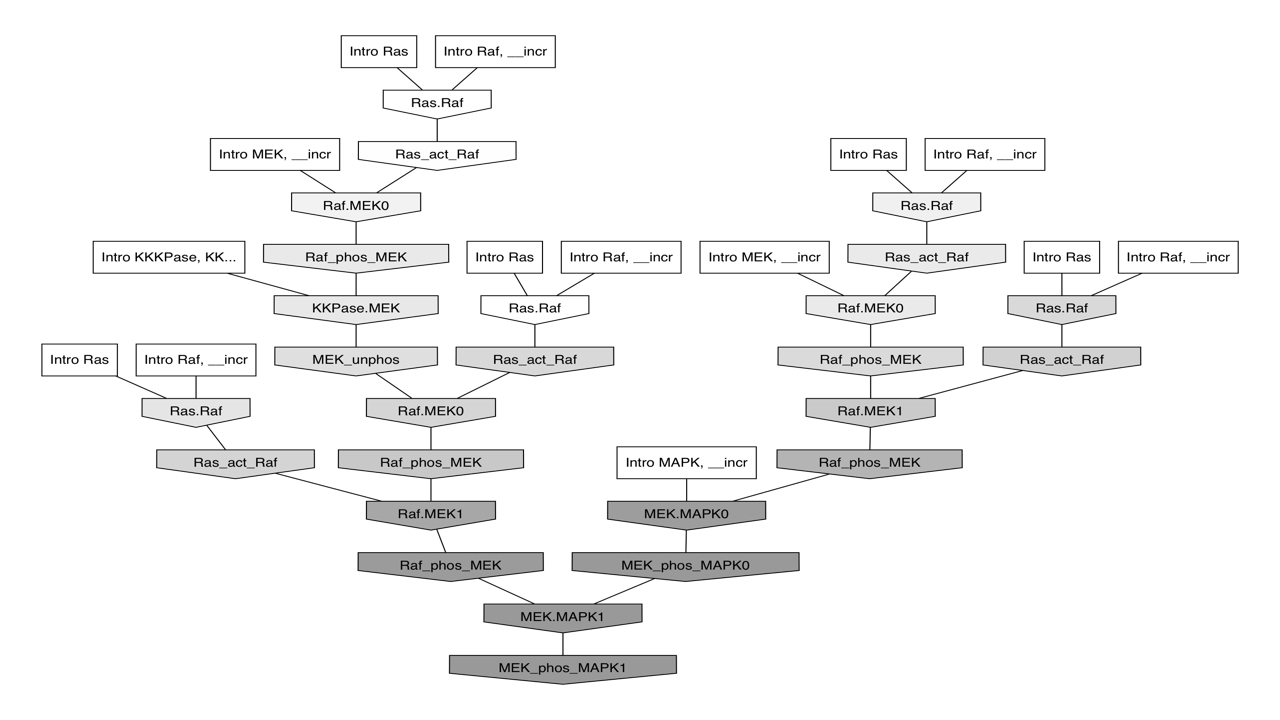 Intro Ras
Intro Raf, __incr
Ras.Raf
Intro MEK, __incr
Ras_act_Raf
Intro Ras
Intro Raf, __incr
Raf.MEK0
Ras.Raf
Intro KKKPase, KK...
Raf_phos_MEK
Intro Ras
Intro Raf, __incr
Intro MEK, __incr
Ras_act_Raf
Intro Ras
Intro Raf, __incr
KKPase.MEK
Ras.Raf
Raf.MEK0
Ras.Raf
Intro Ras
Intro Raf, __incr
MEK_unphos
Ras_act_Raf
Raf_phos_MEK
Ras_act_Raf
Ras.Raf
Raf.MEK0
Raf.MEK1
Ras_act_Raf
Raf_phos_MEK
Intro MAPK, __incr
Raf_phos_MEK
Raf.MEK1
MEK.MAPK0
Raf_phos_MEK
MEK_phos_MAPK0
MEK.MAPK1
MEK_phos_MAPK1